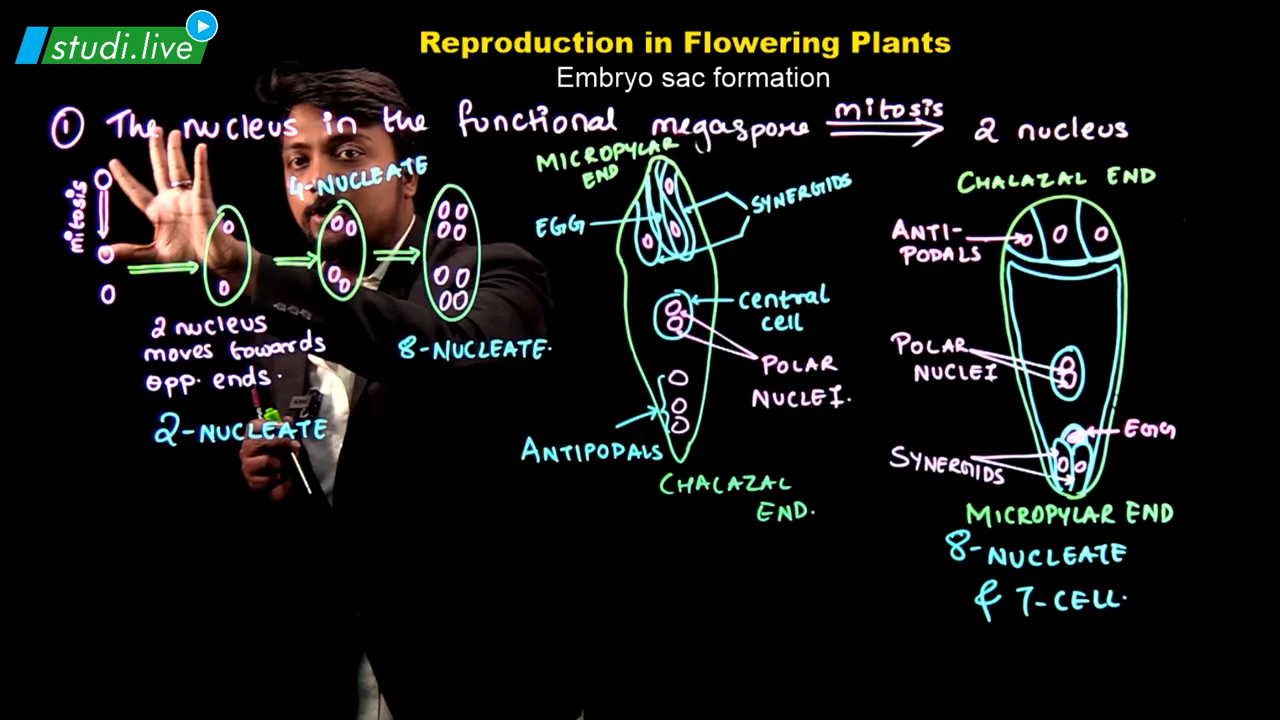 studi.live
Reproduction in Flowering Plants
Embryo sac formation
① The nucleus in the functional megaspore mitosis 2 nucleus
mitosis
2 nucleus
moves towards
opp. ends.
2-NUCLEATE
4-NUCLEATE
8-NUCLEATE.
MICROPYLAR
END
EGG
SYNERGIDS
central
cell
POLAR
NUCLEI.
ANTIPODALS
CHALAZAL
END.
CHALAZAL END
ANTI-
PODALS
POLAR
NUCLEI
EGG
SYNERGIDS
MICROPYLAR END
8-NUCLEATE
& 7-CELL.